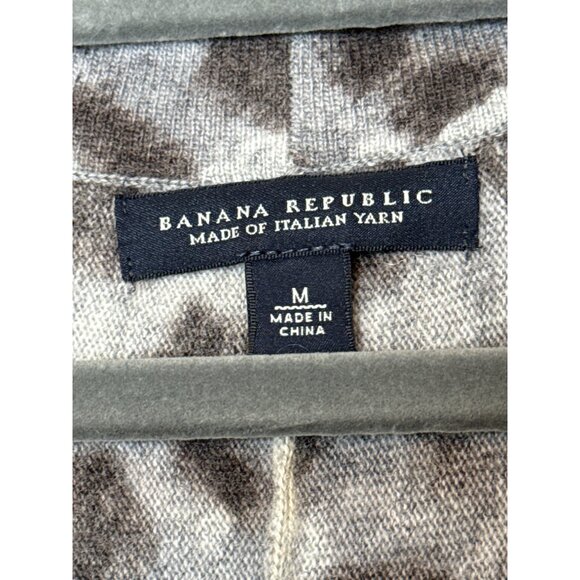 BANANA REPUBLIC
MADE OF ITALIAN YARN
M
MADE IN
CHINA